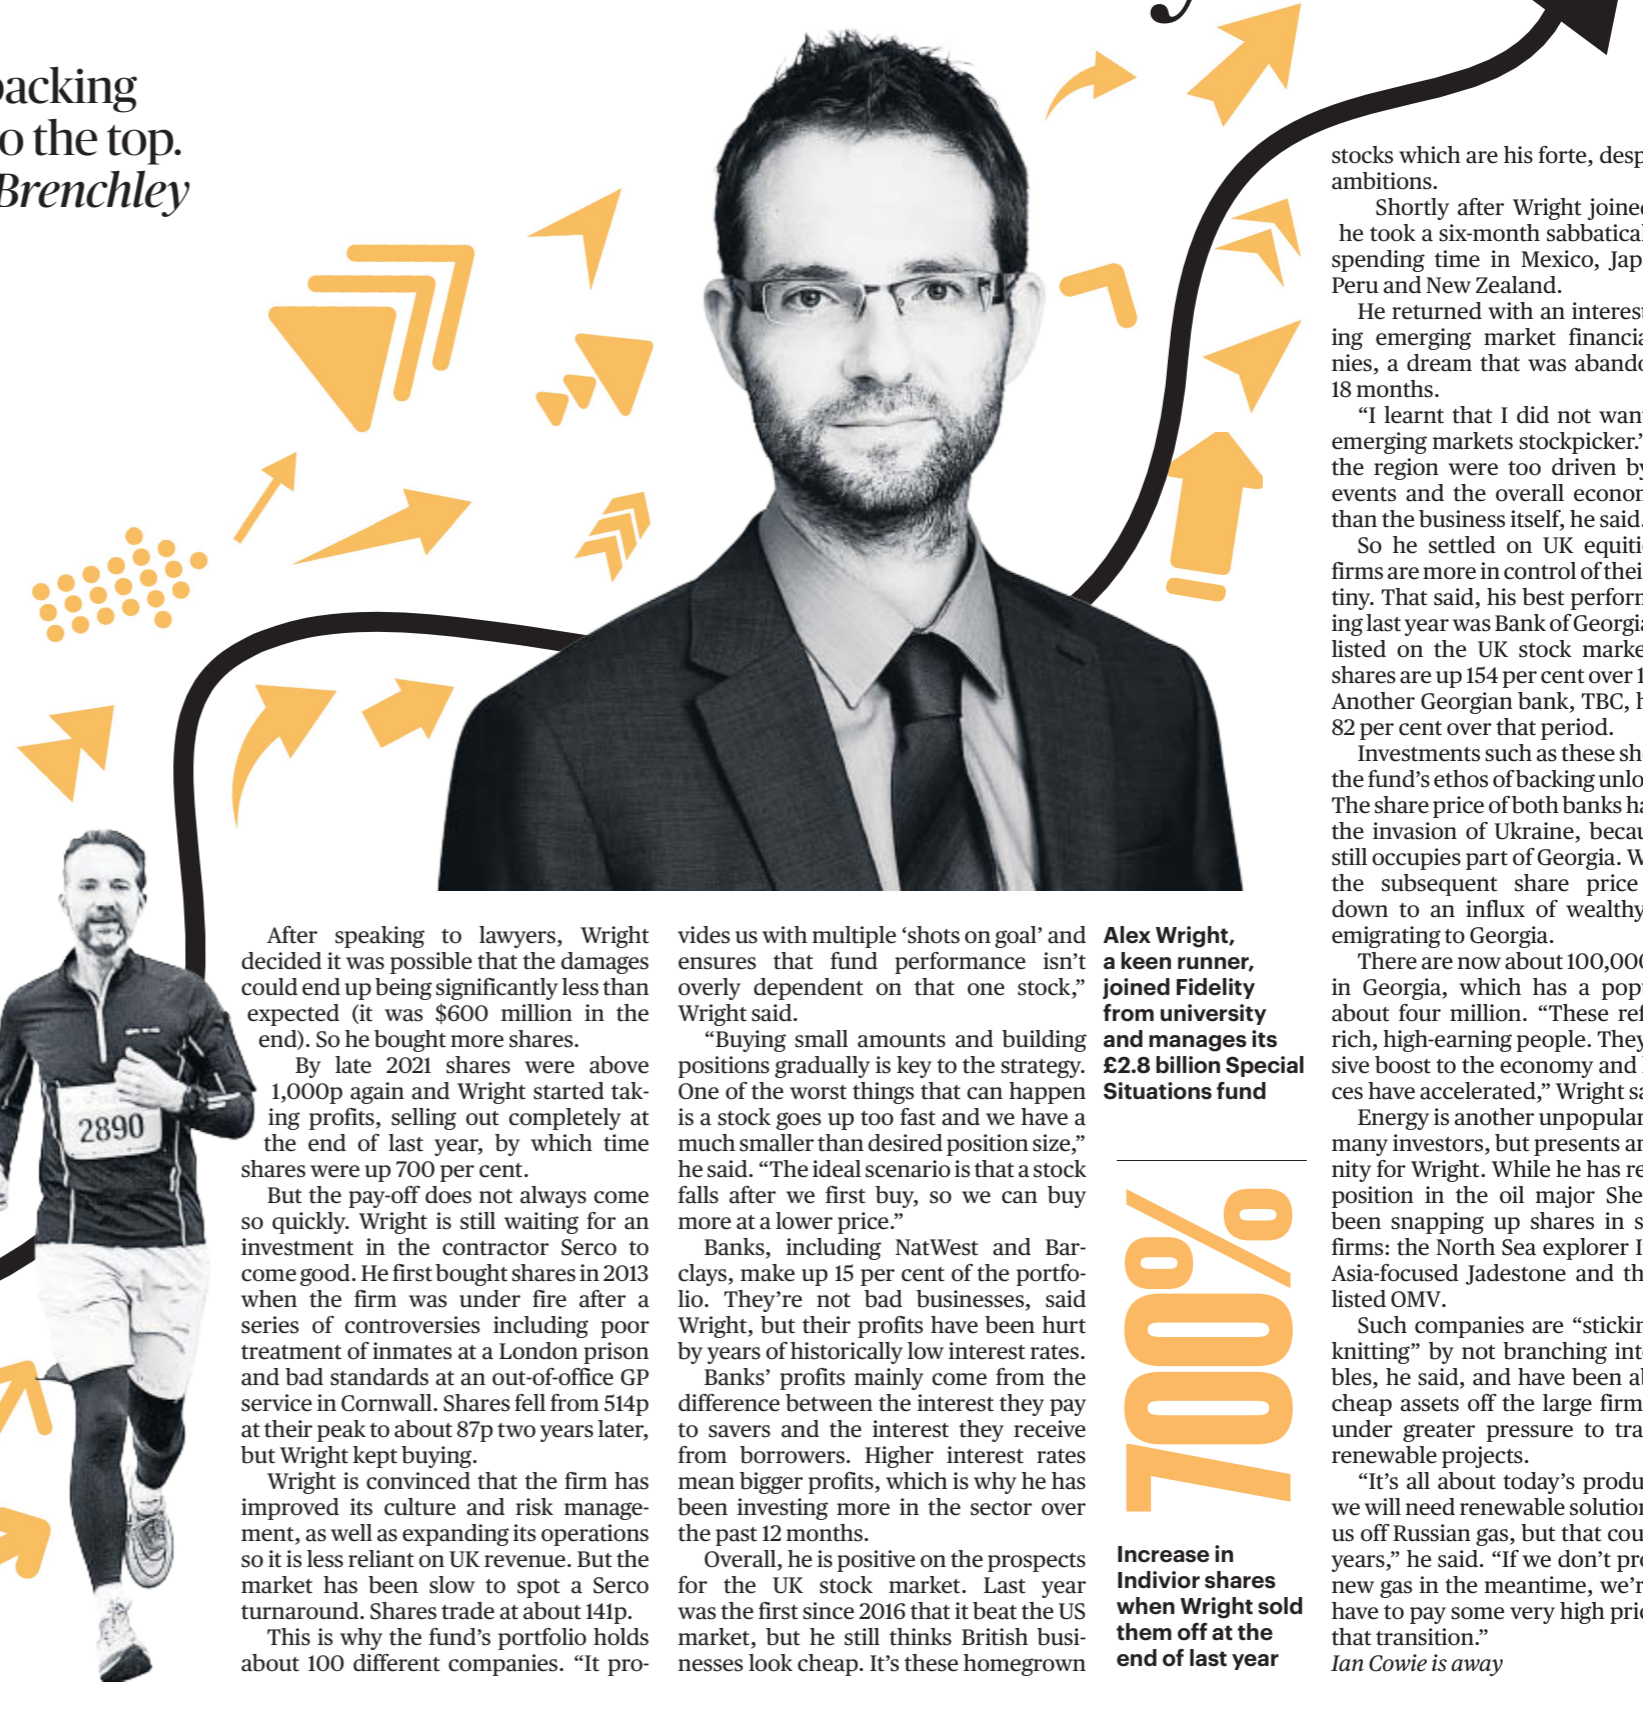 backing
to the top.
Brenchley
2890
After speaking to lawyers, Wright
decided it was possible that the damages
could end up being significantly less than
expected (it was $600 million in the
end). So he bought more shares.
By late 2021 shares were above
1,000p again and Wright started tak-
ing profits, selling out completely at
the end of last year, by which time
shares were up 700 per cent.
But the pay-off does not always come
so quickly. Wright is still waiting for an
investment in the contractor Serco to
come good. He first bought shares in 2013
when the firm was under fire after a
series of controversies including poor
treatment of inmates at a London prison
and bad standards at an out-of-office GP
service in Cornwall. Shares fell from 514p
at their peak to about 87p two years later,
but Wright kept buying.
Wright is convinced that the firm has
improved its culture and risk manage-
ment, as well as expanding its operations
so it is less reliant on UK revenue. But the
market has been slow to spot a Serco
turnaround. Shares trade at about 141p.
This is why the fund's portfolio holds
about 100 different companies. “It pro-
vides us with multiple ‘shots on goal’ and
ensures that fund performance isn't
overly dependent on that one stock,”
Wright said.
“Buying small amounts and building
positions gradually is key to the strategy.
One of the worst things that can happen
is a stock goes up too fast and we have a
much smaller than desired position size,”
he said. “The ideal scenario is that a stock
falls after we first buy, so we can buy
more at a lower price.”
Banks, including NatWest and Bar-
clays, make up 15 per cent of the portfo-
lio. They're not bad businesses, said
Wright, but their profits have been hurt
by years of historically low interest rates.
Banks' profits mainly come from the
difference between the interest they pay
to savers and the interest they receive
from borrowers. Higher interest rates
mean bigger profits, which is why he has
been investing more in the sector over
the past 12 months.
Overall, he is positive on the prospects
for the UK stock market. Last year
was the first since 2016 that it beat the US
market, but he still thinks British busi-
nesses look cheap. It's these homegrown
Alex Wright,
a keen runner,
joined Fidelity
from university
and manages its
£2.8 billion Special
Situations fund
700%
Increase in
Indivior shares
when Wright sold
them off at the
end of last year
stocks which are his forte, desp
ambitions.
Shortly after Wright joined
he took a six-month sabbatical
spending time in Mexico, Jap
Peru and New Zealand.
He returned with an interest
ing emerging market financia
nies, a dream that was abando
18 months.
“I learnt that I did not want
emerging markets stockpicker.”
the region were too driven by
events and the overall econom
than the business itself, he said.
So he settled on UK equitie
firms are more in control of their
tiny. That said, his best perform
ing last year was Bank of Georgia
listed on the UK stock marke
shares are up 154 per cent over 1
Another Georgian bank, TBC, h
82 per cent over that period.
Investments such as these sho
the fund's ethos of backing unlo
The share price of both banks ha
the invasion of Ukraine, becau
still occupies part of Georgia. W
the subsequent share price
down to an influx of wealthy
emigrating to Georgia.
There are now about 100,000
in Georgia, which has a popu
about four million. “These ref
rich, high-earning people. They
sive boost to the economy and
ces have accelerated,” Wright sa
Energy is another unpopular
many investors, but presents an
nity for Wright. While he has re
position in the oil major She
been snapping up shares in s
firms: the North Sea explorer I
Asia-focused Jadestone and th
listed OMV.
Such companies are “stickin
knitting” by not branching into
bles, he said, and have been ab
cheap assets off the large firm
under greater pressure to tra
renewable projects.
“It's all about today's produ
we will need renewable solution
us off Russian gas, but that cou
years,” he said. “If we don't pro
new gas in the meantime, we'r
have to pay some very high pric
that transition.”
Ian Cowie is away